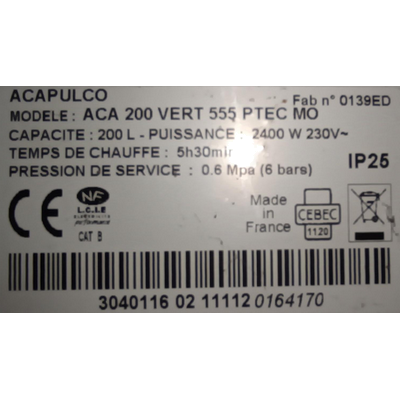 ACAPULCO
Fab n° 0139ED
MODELE : ACA 200 VERT 555 PTEC MO
CAPACITE : 200 L - PUISSANCE : 2400 W 230V~
TEMPS DE CHAUFFE : 5h30min
PRESSION DE SERVICE : 0.6 Mpa (6 bars)
IP25
CE
NF
L.C.I.E
ELECTRICITE
PERFORMANCE
CAT B
Made in
France
CEBEC
1120
3040116 02 11112 0164170